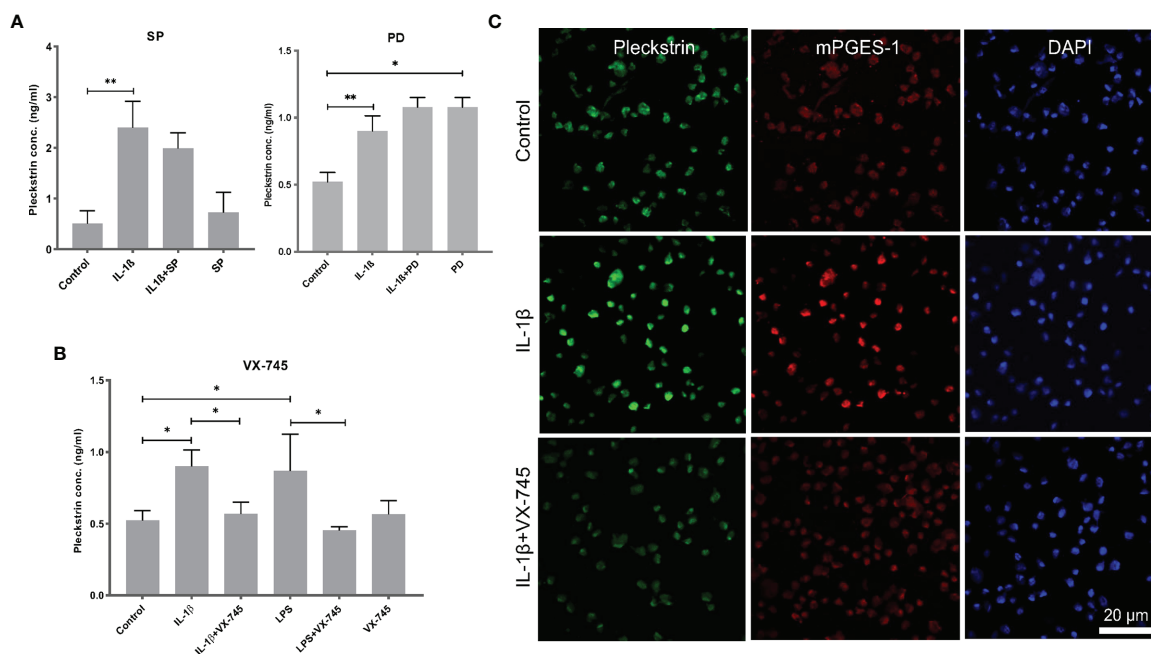 A
SP
Pleckstrin conc. (ng/ml)
4
3
2
1
0
**
Control
IL-1ß
IL1ß+SP
SP
PD
Pleckstrin conc. (ng/ml)
1.5
1.0
0.5
0.0
*
**
Control
IL-1ß
IL-1ß+PD
PD
B
VX-745
Pleckstrin conc. (ng/ml)
1.5
1.0
0.5
0.0
*
*
*
*
Control
IL-1β
IL-1β+VX-745
LPS
LPS+VX-745
VX-745
C
Pleckstrin
mPGES-1
DAPI
Control
IL-1β
IL-1β+VX-745
20 µm